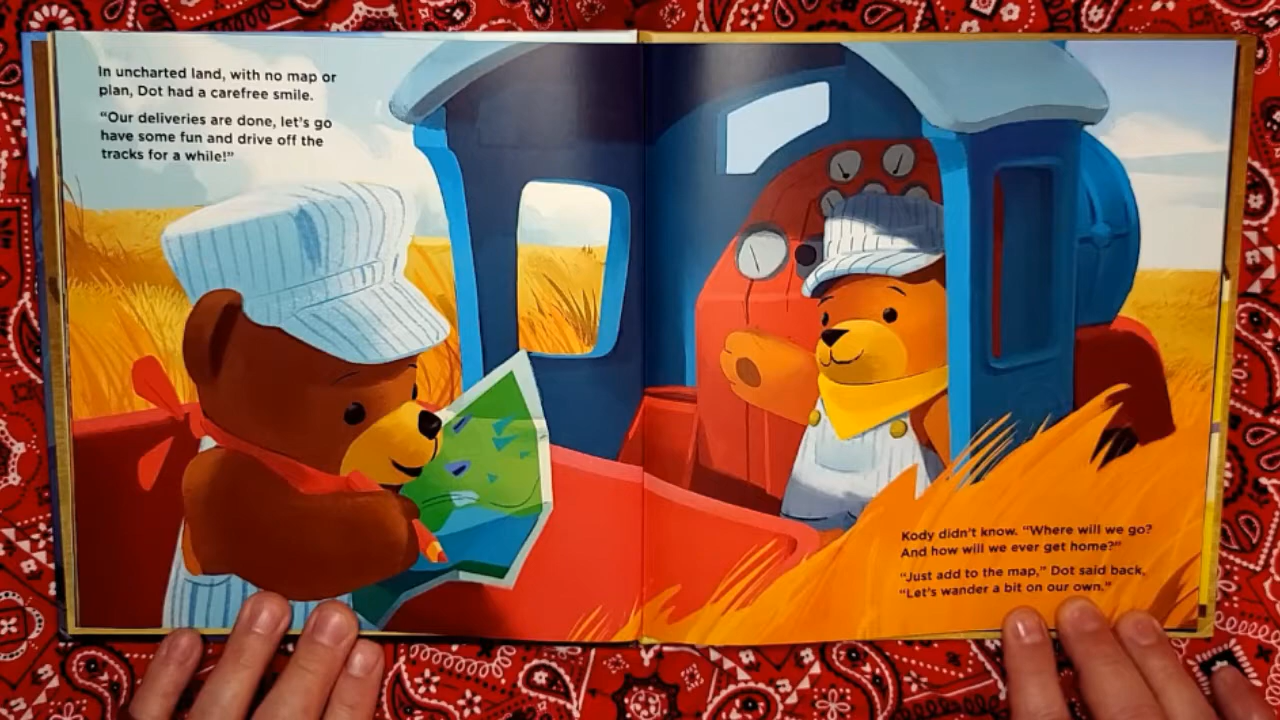 In uncharted land, with no map or
plan, Dot had a carefree smile.
“Our deliveries are done, let’s go
have some fun and drive off the
tracks for a while!”
Kody didn’t know. “Where will we go?
And how will we ever get home?”
“Just add to the map,” Dot said back,
“Let’s wander a bit on our own.”